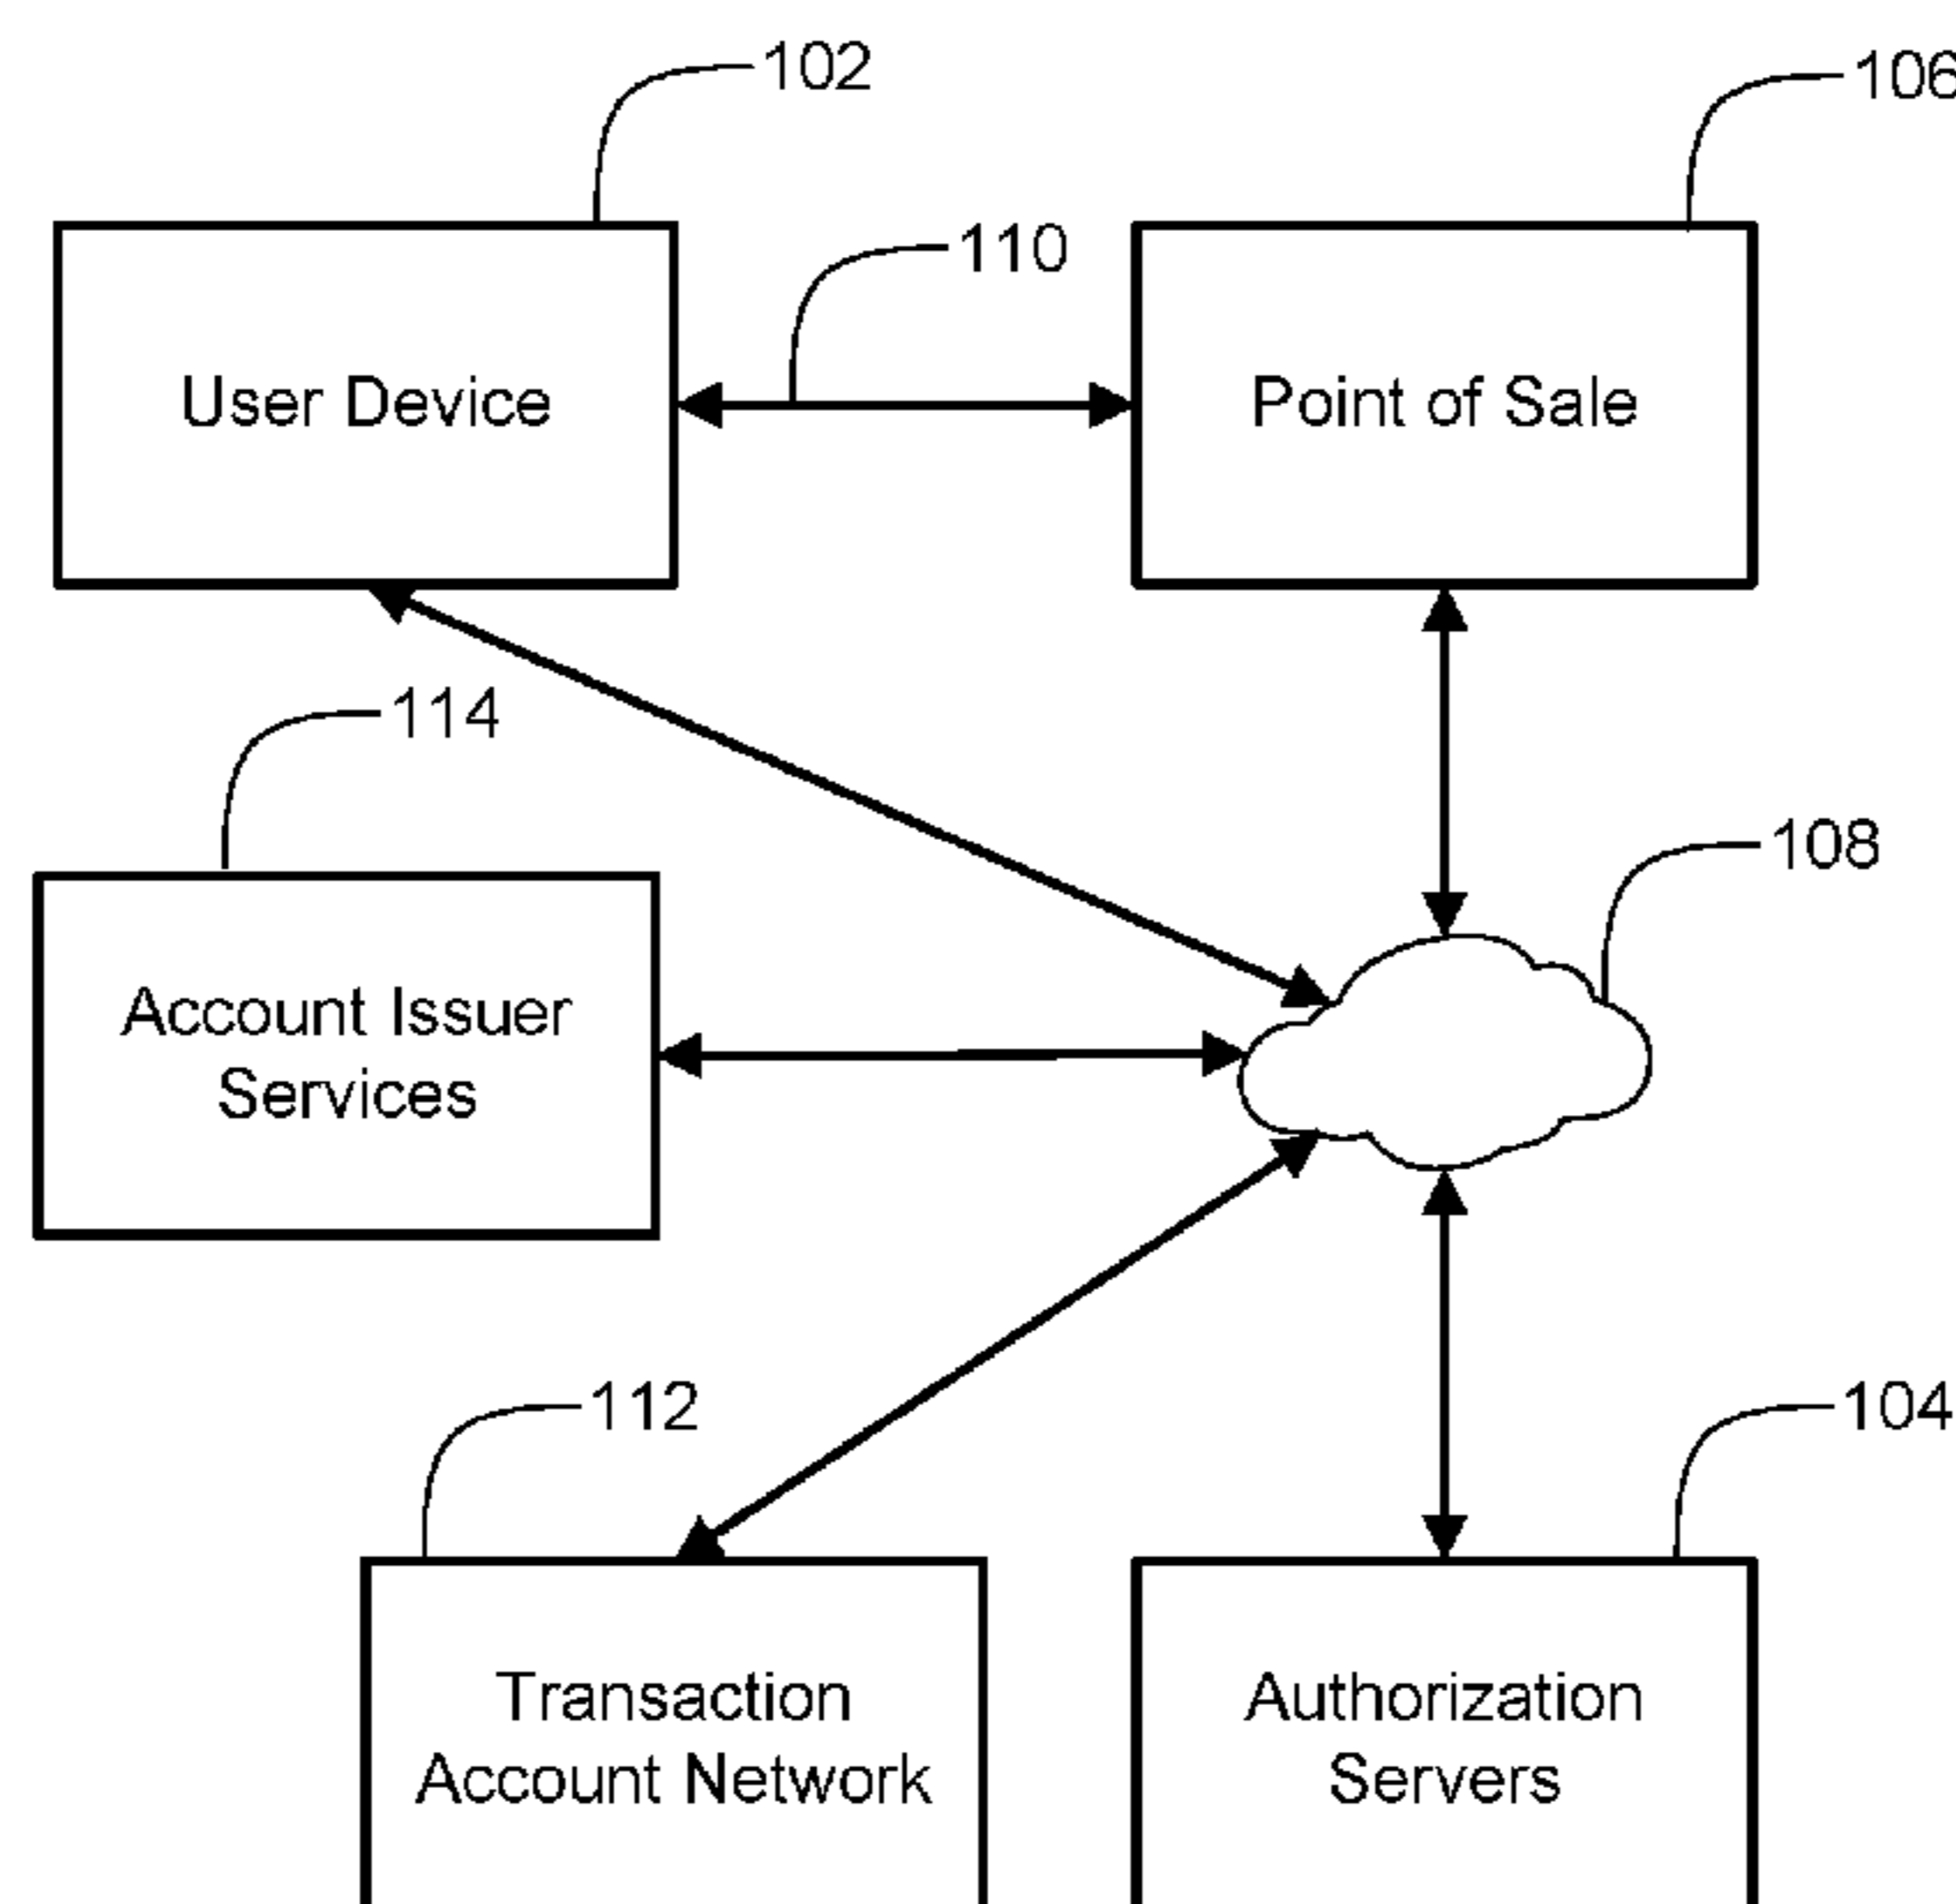 102
106
110
User Device
Point of Sale
114
108
Account Issuer
Services
112
104
Transaction
Account Network
Authorization
Servers